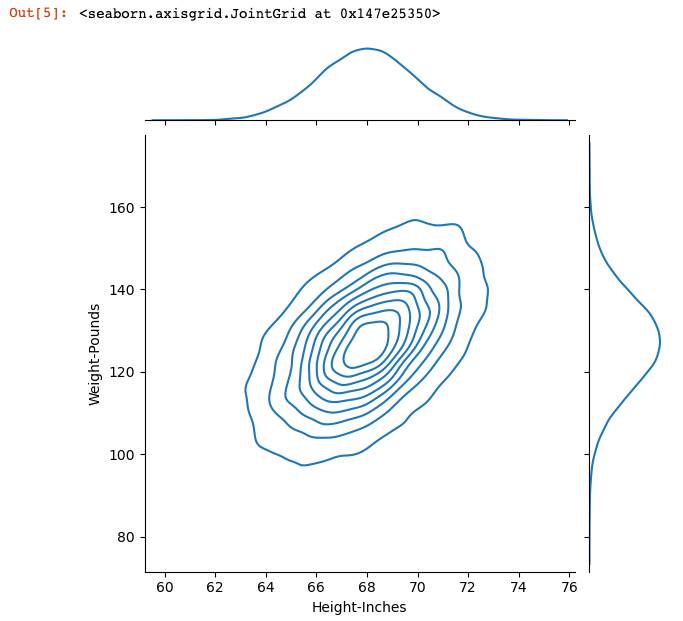 Out[5]: <seaborn.axisgrid.JointGrid at 0x147e25350>
160
140
120
100
80
Weight-Pounds
60 62 64 66 68 70 72 74 76
Height-Inches